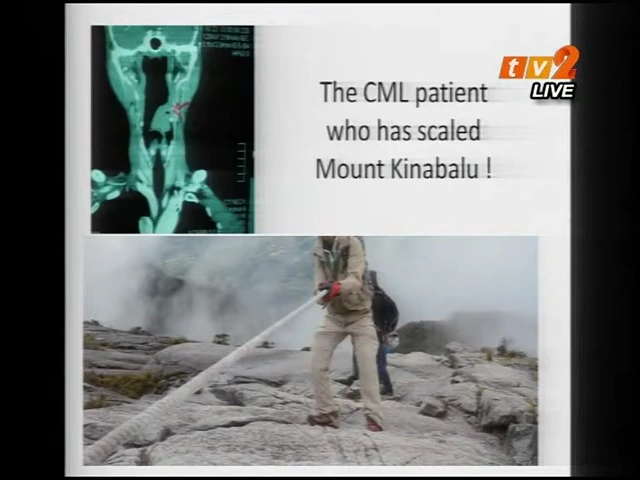 tv2
LIVE
The CML patient
who has scaled
Mount Kinabalu !